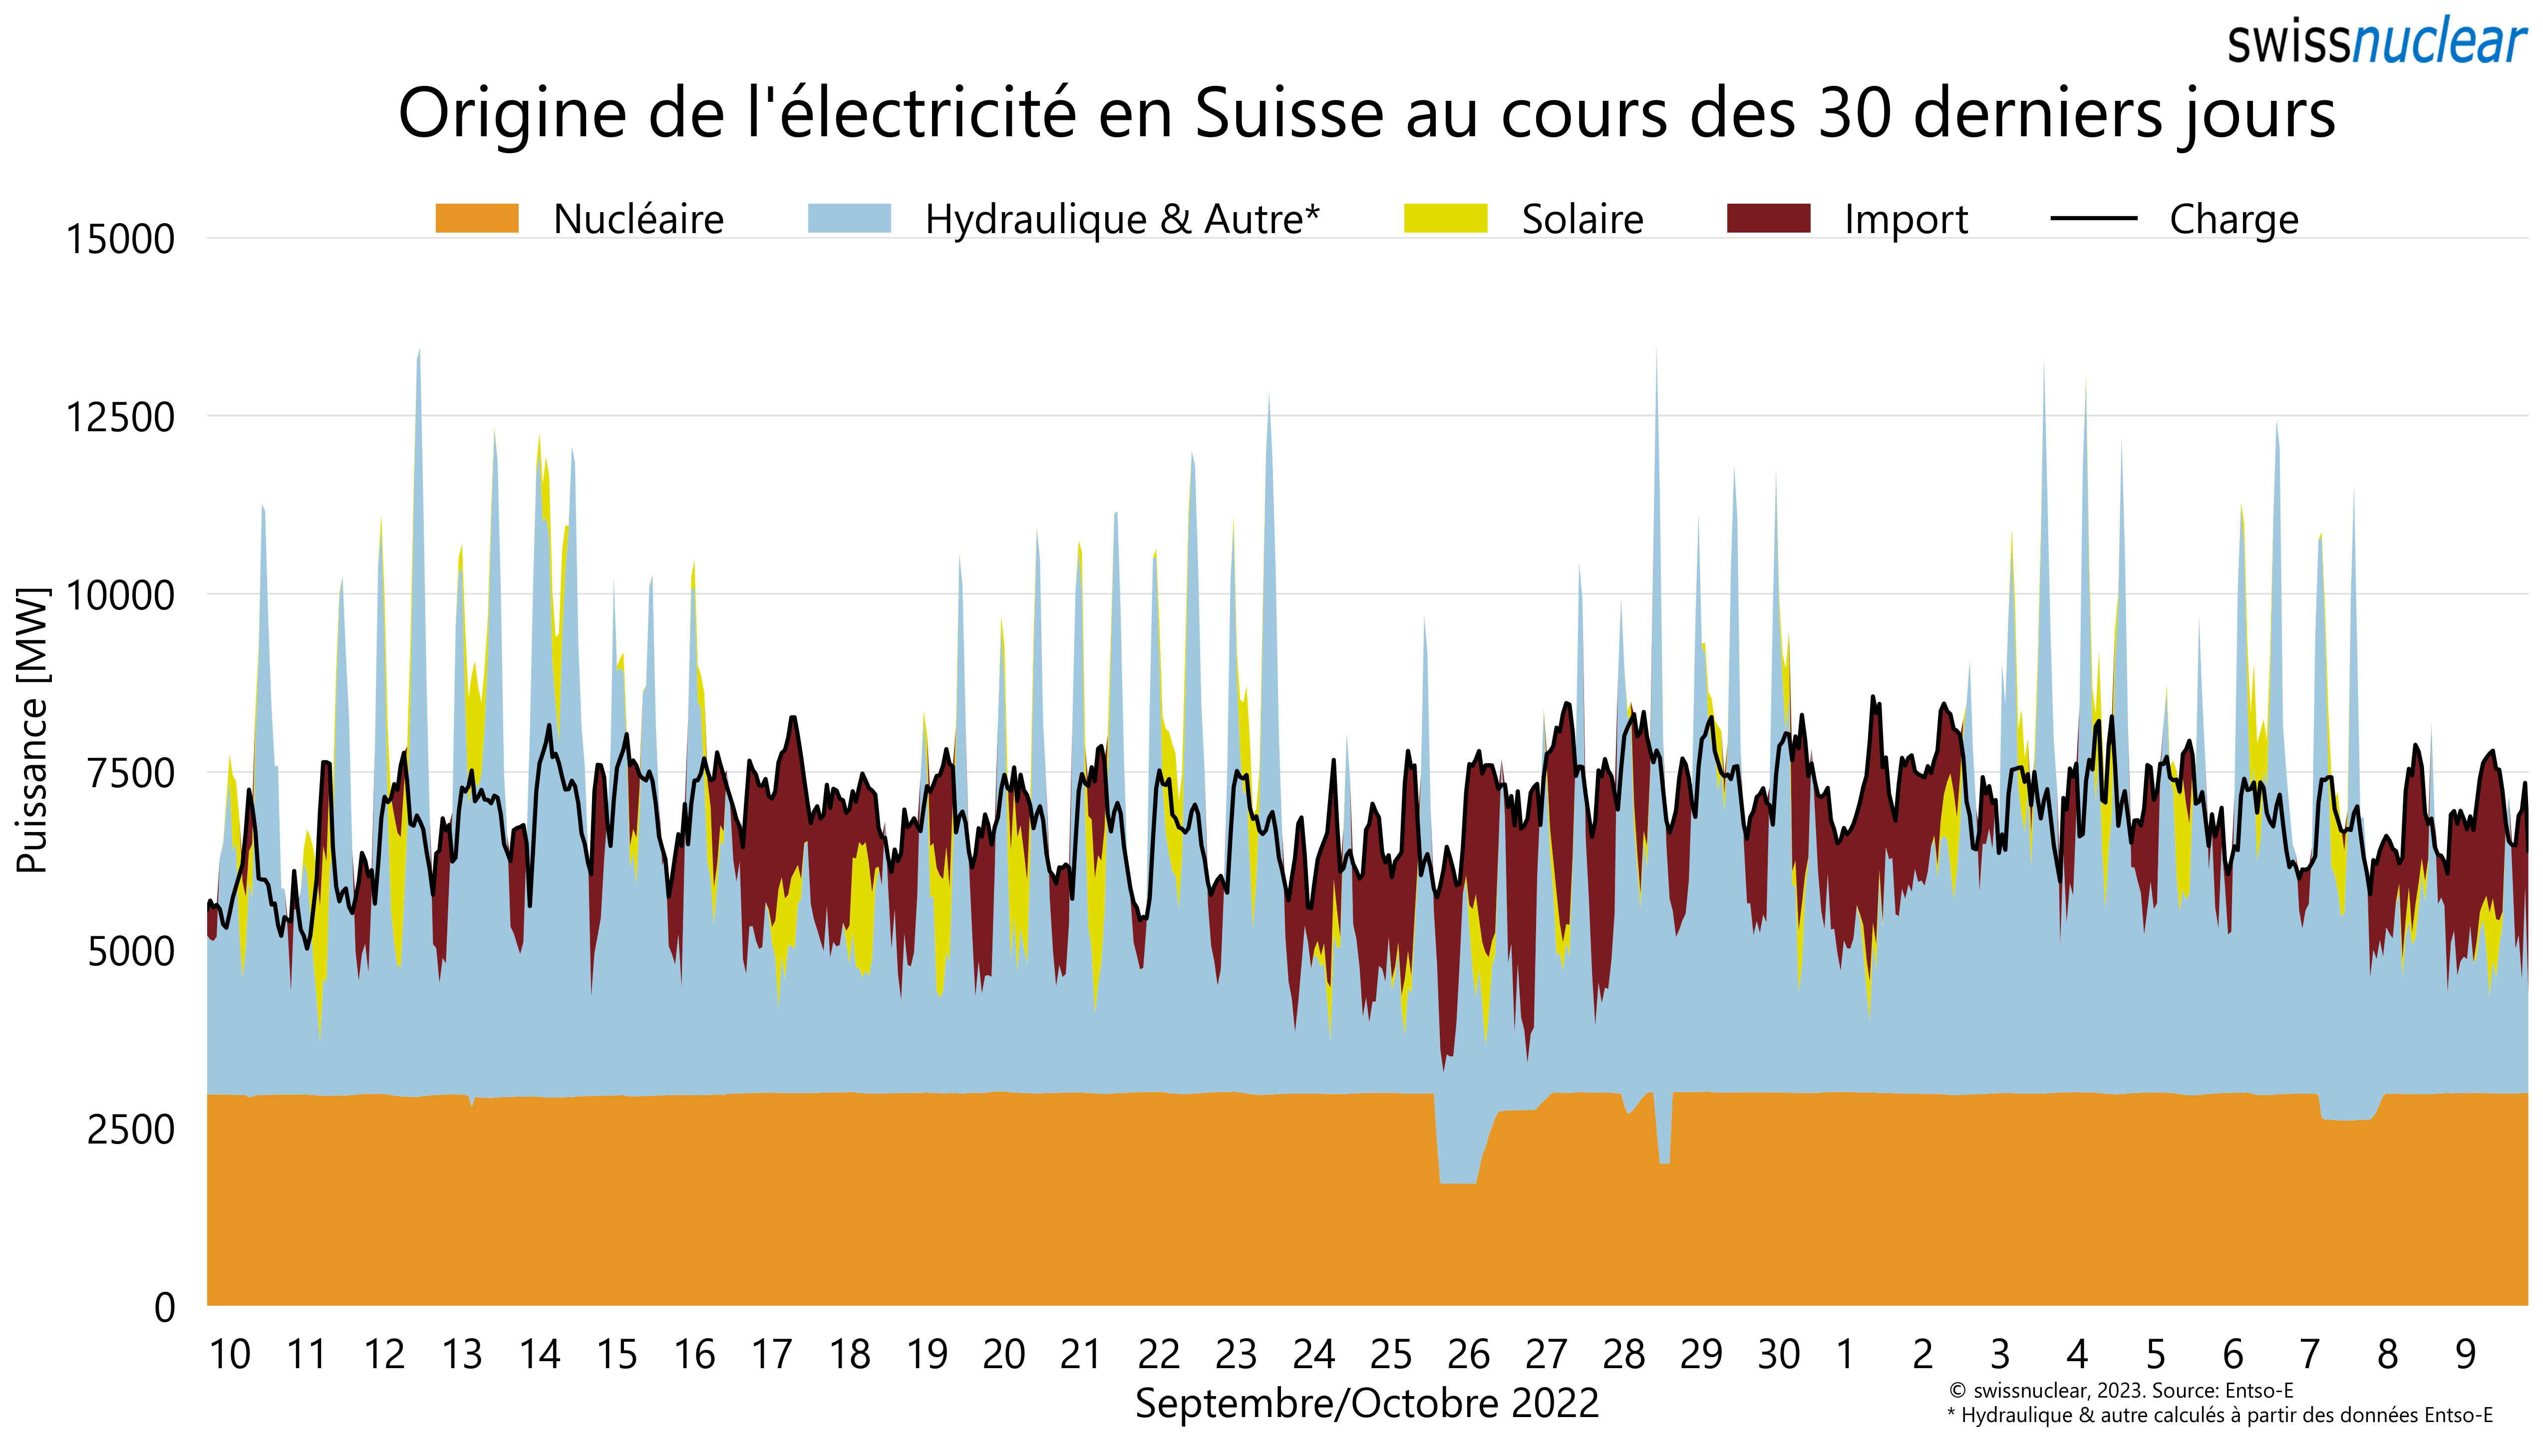 swissnuclear
Origine de l'électricité en Suisse au cours des 30 derniers jours
Nucléaire Hydraulique & Autre* Solaire Import Charge
15000
12500
10000
7500
5000
2500
0
Puissance [MW]
10 11 12 13 14 15 16 17 18 19 20 21 22 23 24 25 26 27 28 29 30 1 2 3 4 5 6 7 8 9
Septembre/Octobre 2022
© swissnuclear, 2023. Source: Entso-E
* Hydraulique & autre calculés à partir des données Entso-E